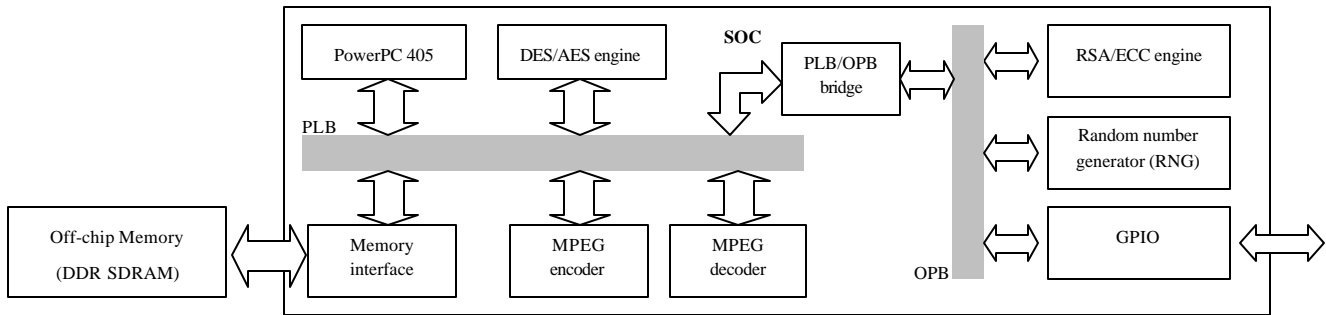 PowerPC 405
DES/AES engine
SOC
PLB/OPB
bridge
RSA/ECC engine
PLB
Random number
generator (RNG)
Off-chip Memory
(DDR SDRAM)
Memory
interface
MPEG
encoder
MPEG
decoder
OPB
GPIO